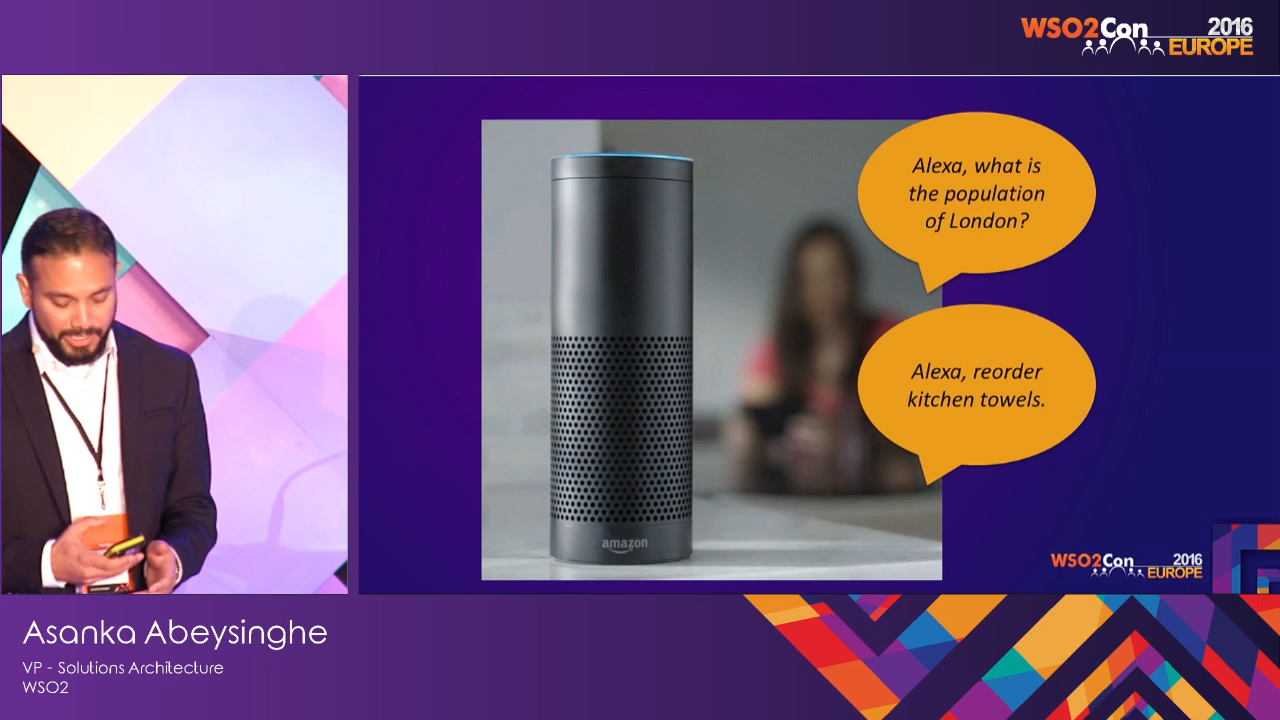 WSO2Con 2016
EUROPE
Alexa, what is
the population
of London?
Alexa, reorder
kitchen towels.
amazon
WSO2Con 2016
EUROPE
Asanka Abeysinghe
VP - Solutions Architecture
WSO2